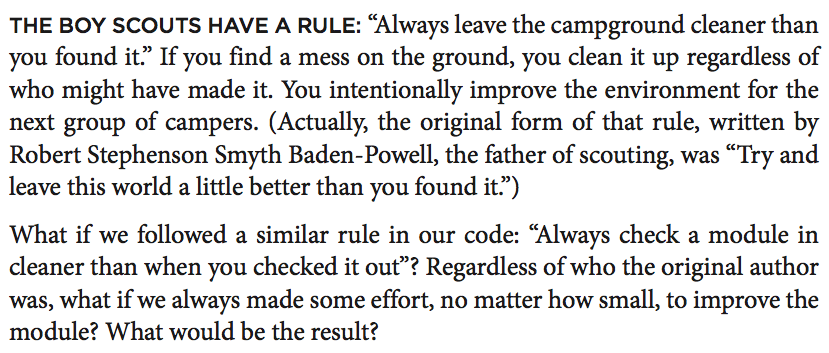 THE BOY SCOUTS HAVE A RULE: “Always leave the campground cleaner than
you found it.” If you find a mess on the ground, you clean it up regardless of
who might have made it. You intentionally improve the environment for the
next group of campers. (Actually, the original form of that rule, written by
Robert Stephenson Smyth Baden-Powell, the father of scouting, was “Try and
leave this world a little better than you found it.”)
What if we followed a similar rule in our code: “Always check a module in
cleaner than when you checked it out”? Regardless of who the original author
was, what if we always made some effort, no matter how small, to improve the
module? What would be the result?